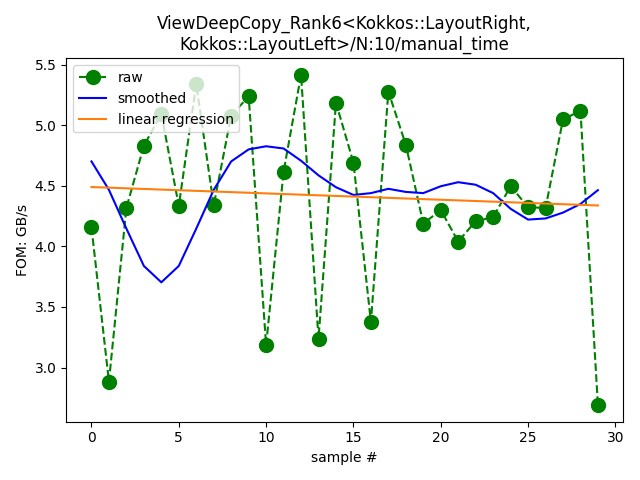 ViewDeepCopy_Rank6<Kokkos::LayoutRight,
Kokkos::LayoutLeft>/N:10/manual_time
raw
smoothed
linear regression
FOM: GB/s
5.5
5.0
4.5
4.0
3.5
3.0
0
5
10
15
20
25
30
sample #